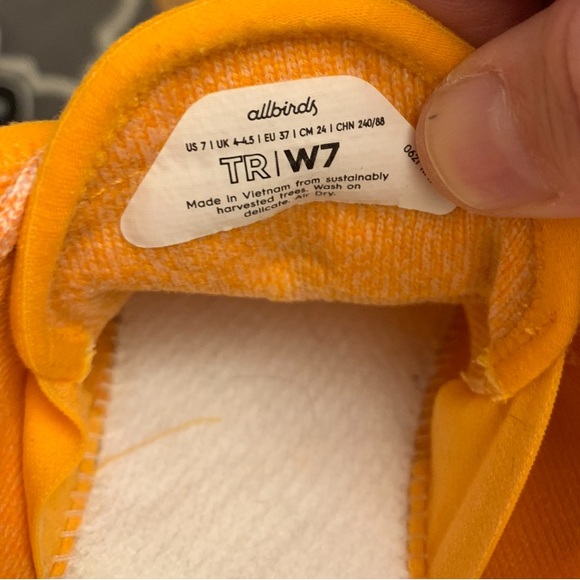 allbirds
US 7 | UK 4-4.5 | EU 37 | CM 24 | CHN 240/88
TR|W7
Made in Vietnam from sustainably
harvested trees. Wash on
delicate. Air Dry.